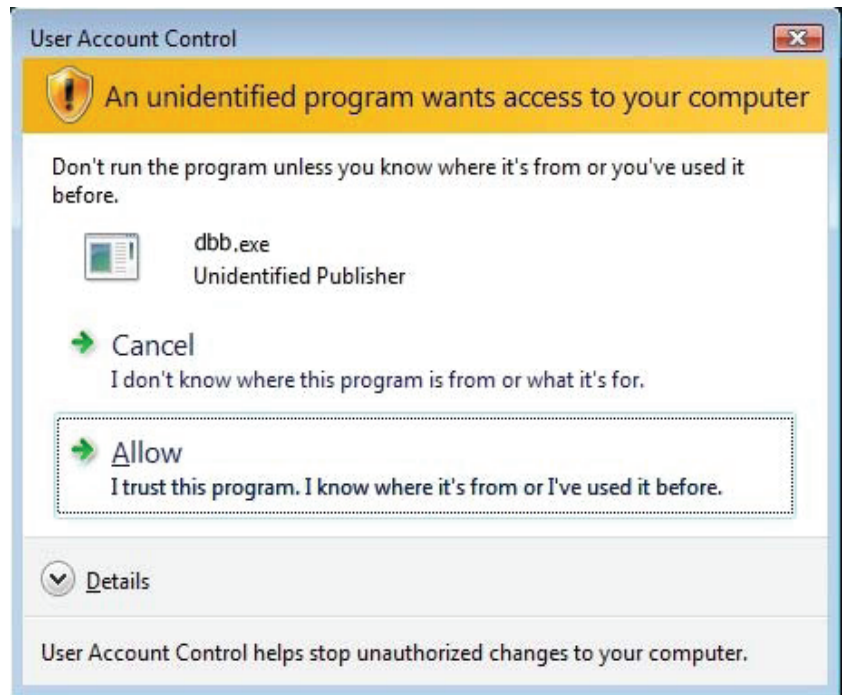 User Account Control
An unidentified program wants access to your computer
Don't run the program unless you know where it's from or you've used it
before.
dbb.exe
Unidentified Publisher
Cancel
I don't know where this program is from or what it's for.
Allow
I trust this program. I know where it's from or I've used it before.
Details
User Account Control helps stop unauthorized changes to your computer.